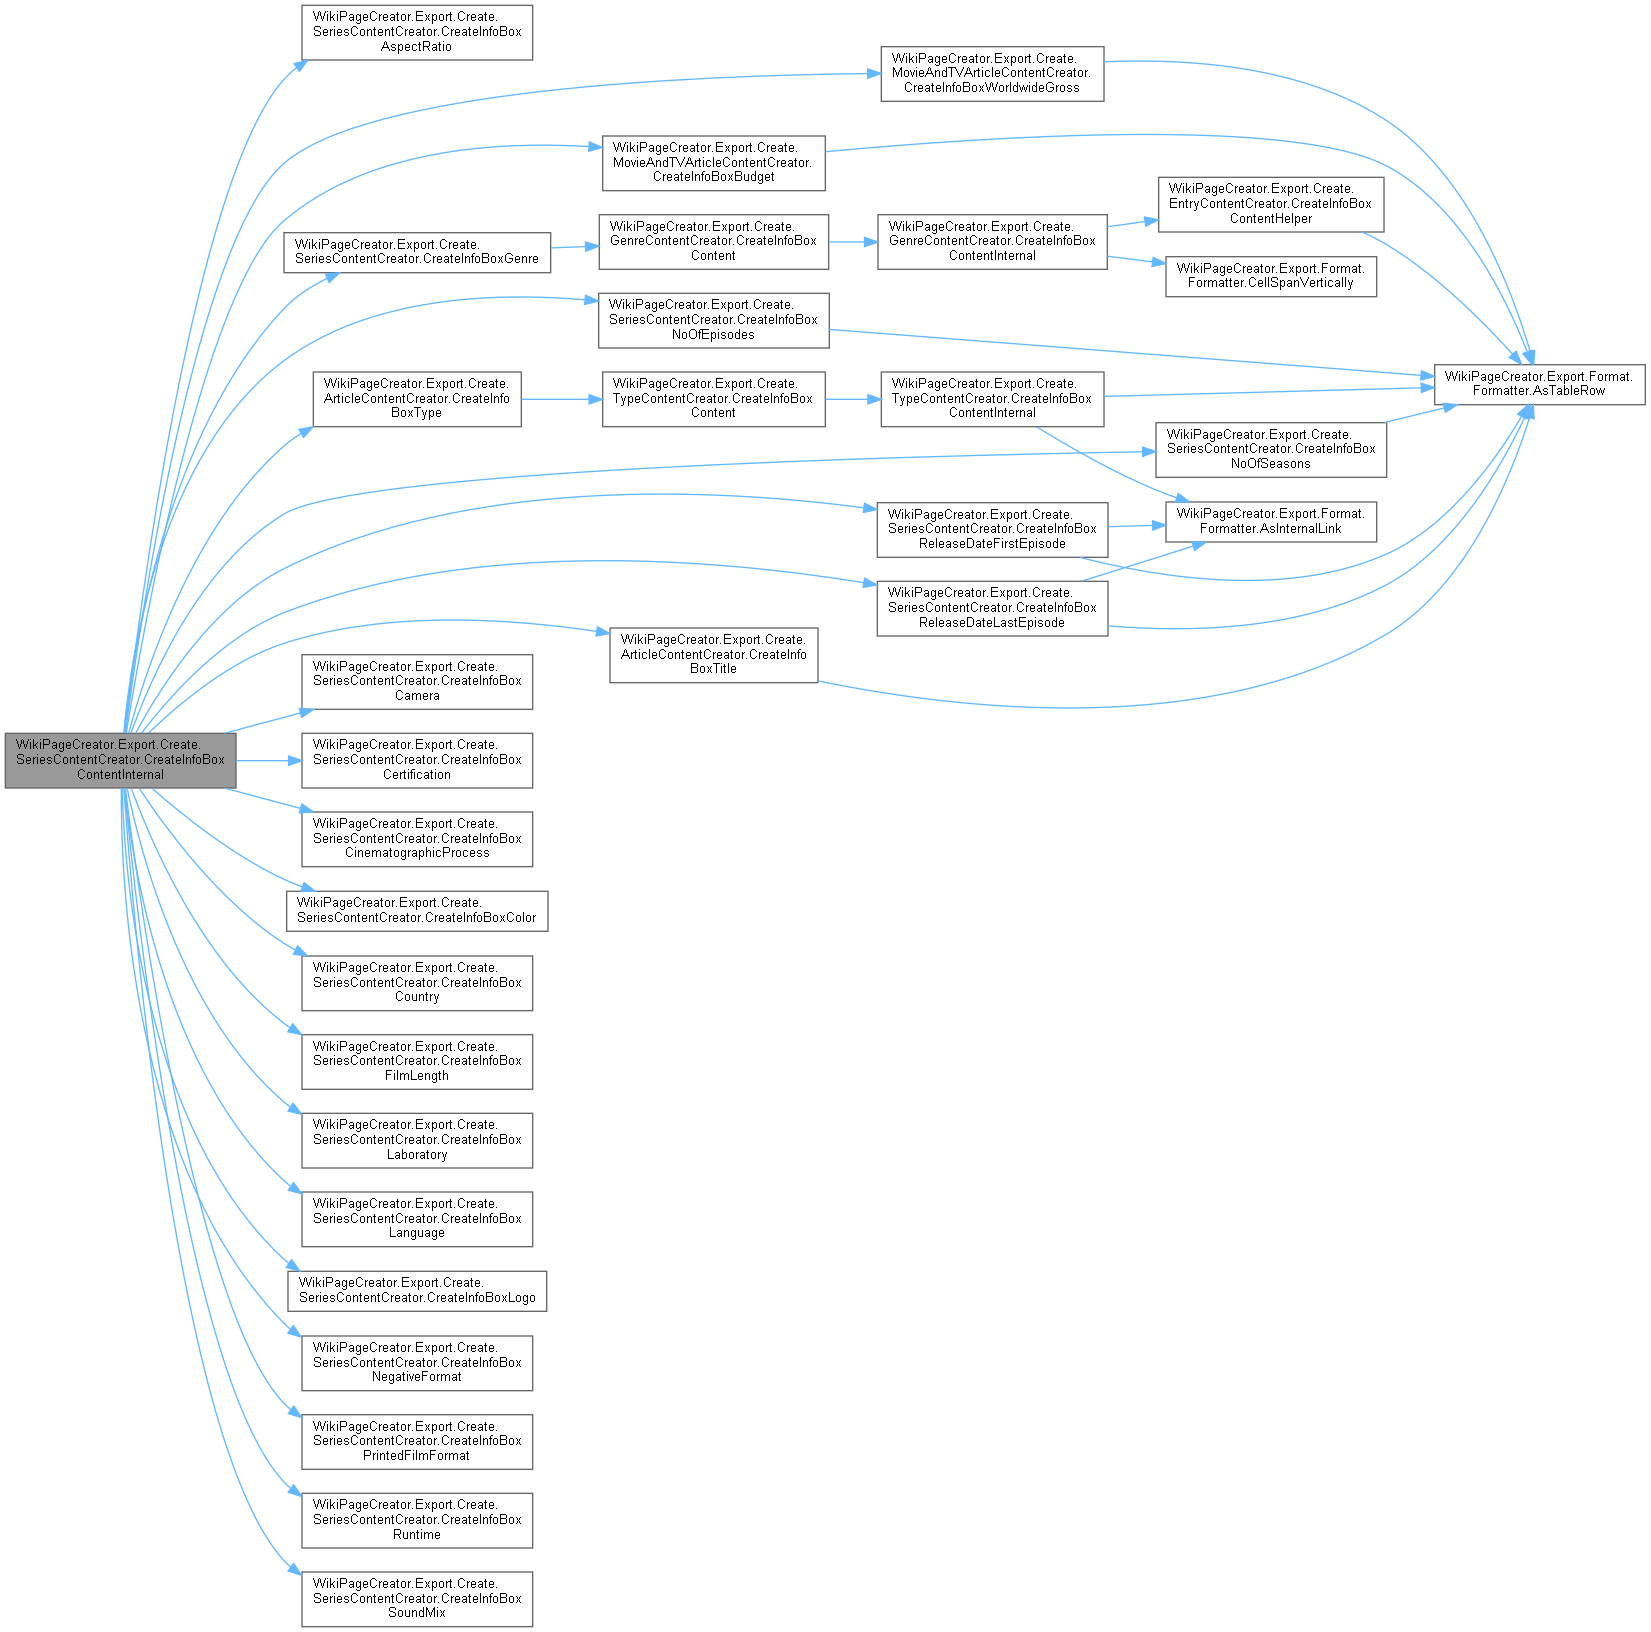 WikiPageCreator.Export.Create.
SeriesContentCreator.CreateInfoBox
AspectRatio
WikiPageCreator.Export.Create.
MovieAndTVArticleContentCreator.
CreateInfoBoxWorldwideGross
WikiPageCreator.Export.Create.
MovieAndTVArticleContentCreator.
CreateInfoBoxBudget
WikiPageCreator.Export.Create.
EntryContentCreator.CreateInfoBox
ContentHelper
WikiPageCreator.Export.Create.
SeriesContentCreator.CreateInfoBoxGenre
WikiPageCreator.Export.Create.
GenreContentCreator.CreateInfoBox
Content
WikiPageCreator.Export.Create.
GenreContentCreator.CreateInfoBox
ContentInternal
WikiPageCreator.Export.Format.
Formatter.CellSpanVertically
WikiPageCreator.Export.Create.
SeriesContentCreator.CreateInfoBox
NoOfEpisodes
WikiPageCreator.Export.Create.
ArticleContentCreator.CreateInfo
BoxType
WikiPageCreator.Export.Create.
TypeContentCreator.CreateInfoBox
Content
WikiPageCreator.Export.Create.
TypeContentCreator.CreateInfoBox
ContentInternal
WikiPageCreator.Export.Format.
Formatter.AsTableRow
WikiPageCreator.Export.Create.
SeriesContentCreator.CreateInfoBox
NoOfSeasons
WikiPageCreator.Export.Create.
SeriesContentCreator.CreateInfoBox
ReleaseDateFirstEpisode
WikiPageCreator.Export.Format.
Formatter.AsInternalLink
WikiPageCreator.Export.Create.
SeriesContentCreator.CreateInfoBox
ReleaseDateLastEpisode
WikiPageCreator.Export.Create.
ArticleContentCreator.CreateInfo
BoxTitle
WikiPageCreator.Export.Create.
SeriesContentCreator.CreateInfoBox
Camera
WikiPageCreator.Export.Create.
SeriesContentCreator.CreateInfoBox
ContentInternal
WikiPageCreator.Export.Create.
SeriesContentCreator.CreateInfoBox
Certification
WikiPageCreator.Export.Create.
SeriesContentCreator.CreateInfoBox
CinematographicProcess
WikiPageCreator.Export.Create.
SeriesContentCreator.CreateInfoBoxColor
WikiPageCreator.Export.Create.
SeriesContentCreator.CreateInfoBox
Country
WikiPageCreator.Export.Create.
SeriesContentCreator.CreateInfoBox
FilmLength
WikiPageCreator.Export.Create.
SeriesContentCreator.CreateInfoBox
Laboratory
WikiPageCreator.Export.Create.
SeriesContentCreator.CreateInfoBox
Language
WikiPageCreator.Export.Create.
SeriesContentCreator.CreateInfoBoxLogo
WikiPageCreator.Export.Create.
SeriesContentCreator.CreateInfoBox
NegativeFormat
WikiPageCreator.Export.Create.
SeriesContentCreator.CreateInfoBox
PrintedFilmFormat
WikiPageCreator.Export.Create.
SeriesContentCreator.CreateInfoBox
Runtime
WikiPageCreator.Export.Create.
SeriesContentCreator.CreateInfoBox
SoundMix